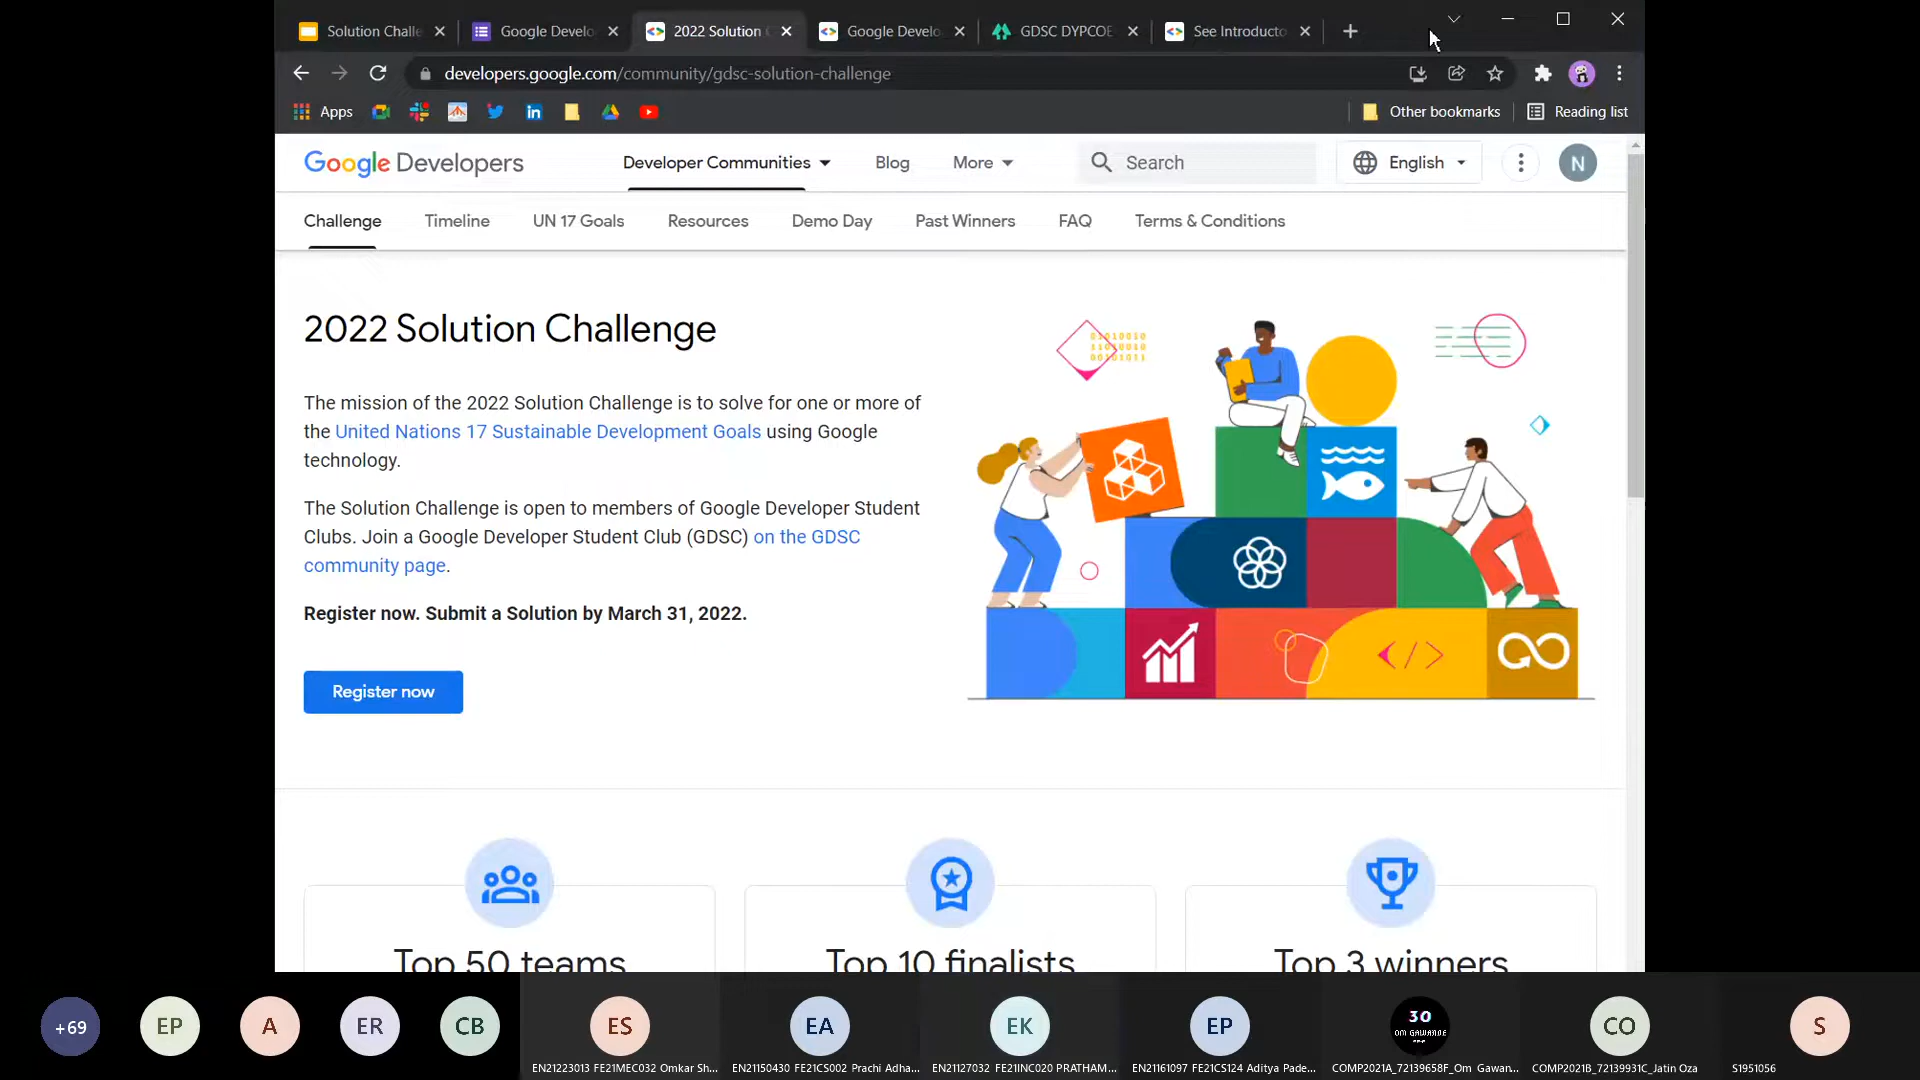 Solution Challe
Google Develo
2022 Solution
Google Develo
GDSC DYPCOE
See Introducto
developers.google.com/community/gdsc-solution-challenge
Apps
Other bookmarks
Reading list
Google Developers
Developer Communities
Blog
More
Search
English
N
Challenge
Timeline
UN 17 Goals
Resources
Demo Day
Past Winners
FAQ
Terms & Conditions
2022 Solution Challenge
The mission of the 2022 Solution Challenge is to solve for one or more of
the United Nations 17 Sustainable Development Goals using Google
technology.
The Solution Challenge is open to members of Google Developer Student
Clubs. Join a Google Developer Student Club (GDSC) on the GDSC
community page.
Register now. Submit a Solution by March 31, 2022.
Register now
01010010
11010010
00101011
</>
Top 50 teams
Top 10 finalists
Top 3 winners
+69
EP
A
ER
CB
ES
EA
EK
EP
30
OM GAWANDE
CO
S
EN21223013 FE21MEC032 Omkar Sh...
EN21150430 FE21CS002 Prachi Adha...
EN21127032 FE21INC020 PRATHAM...
EN21161097 FE21CS124 Aditya Pade...
COMP2021A_72139658F_Om Gawan...
COMP2021B_72139931C_Jatin Oza
S1951056